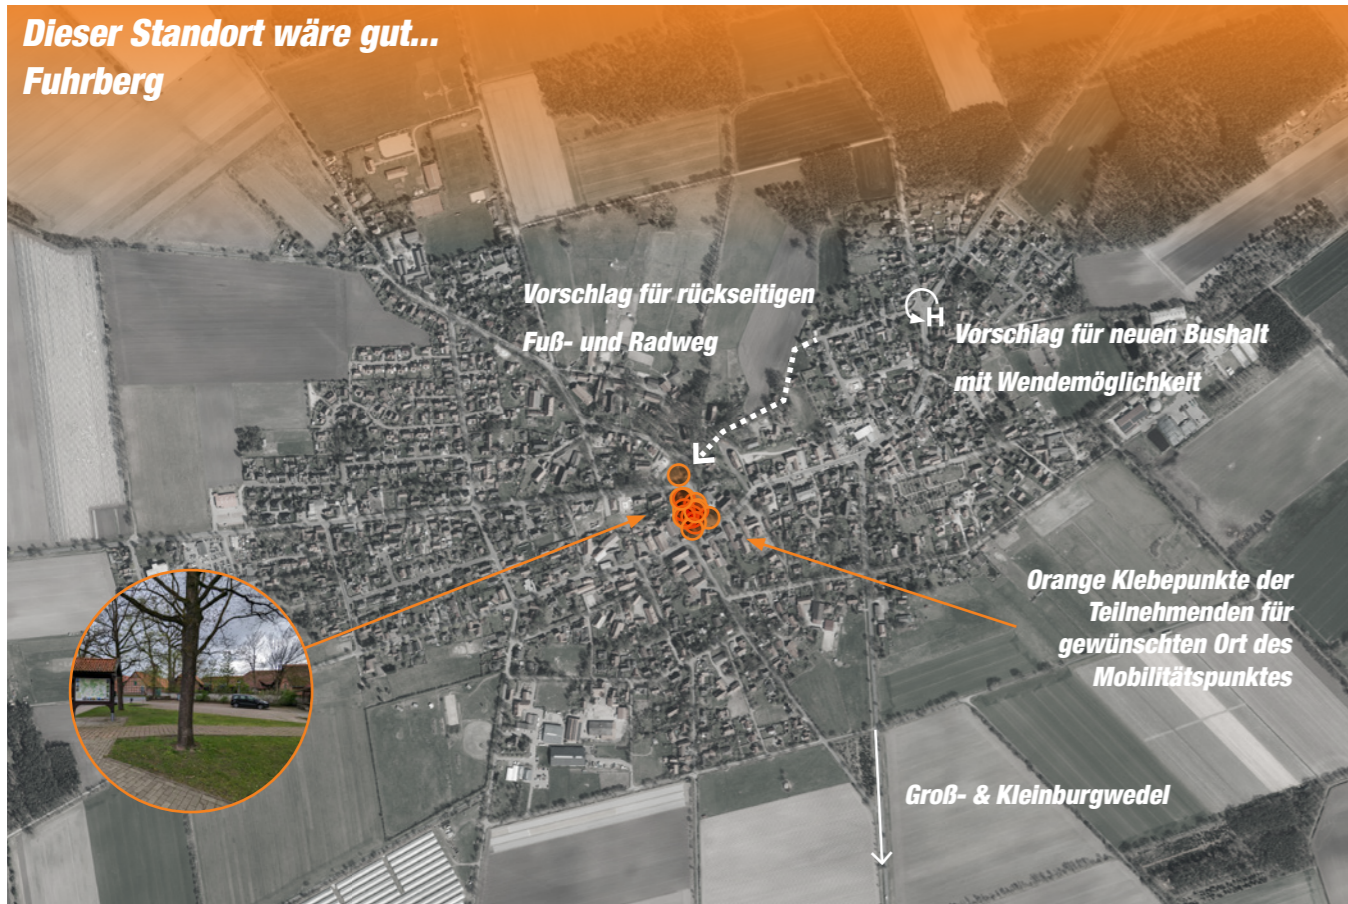 Dieser Standort wäre gut...
Fuhrberg
Vorschlag für rückseitigen
Fuß- und Radweg
H
Vorschlag für neuen Bushalt
mit Wendemöglichkeit
Orange Klebepunkte der
Teilnehmenden für
gewünschten Ort des
Mobilitätspunktes
Groß- & Kleinburgwedel